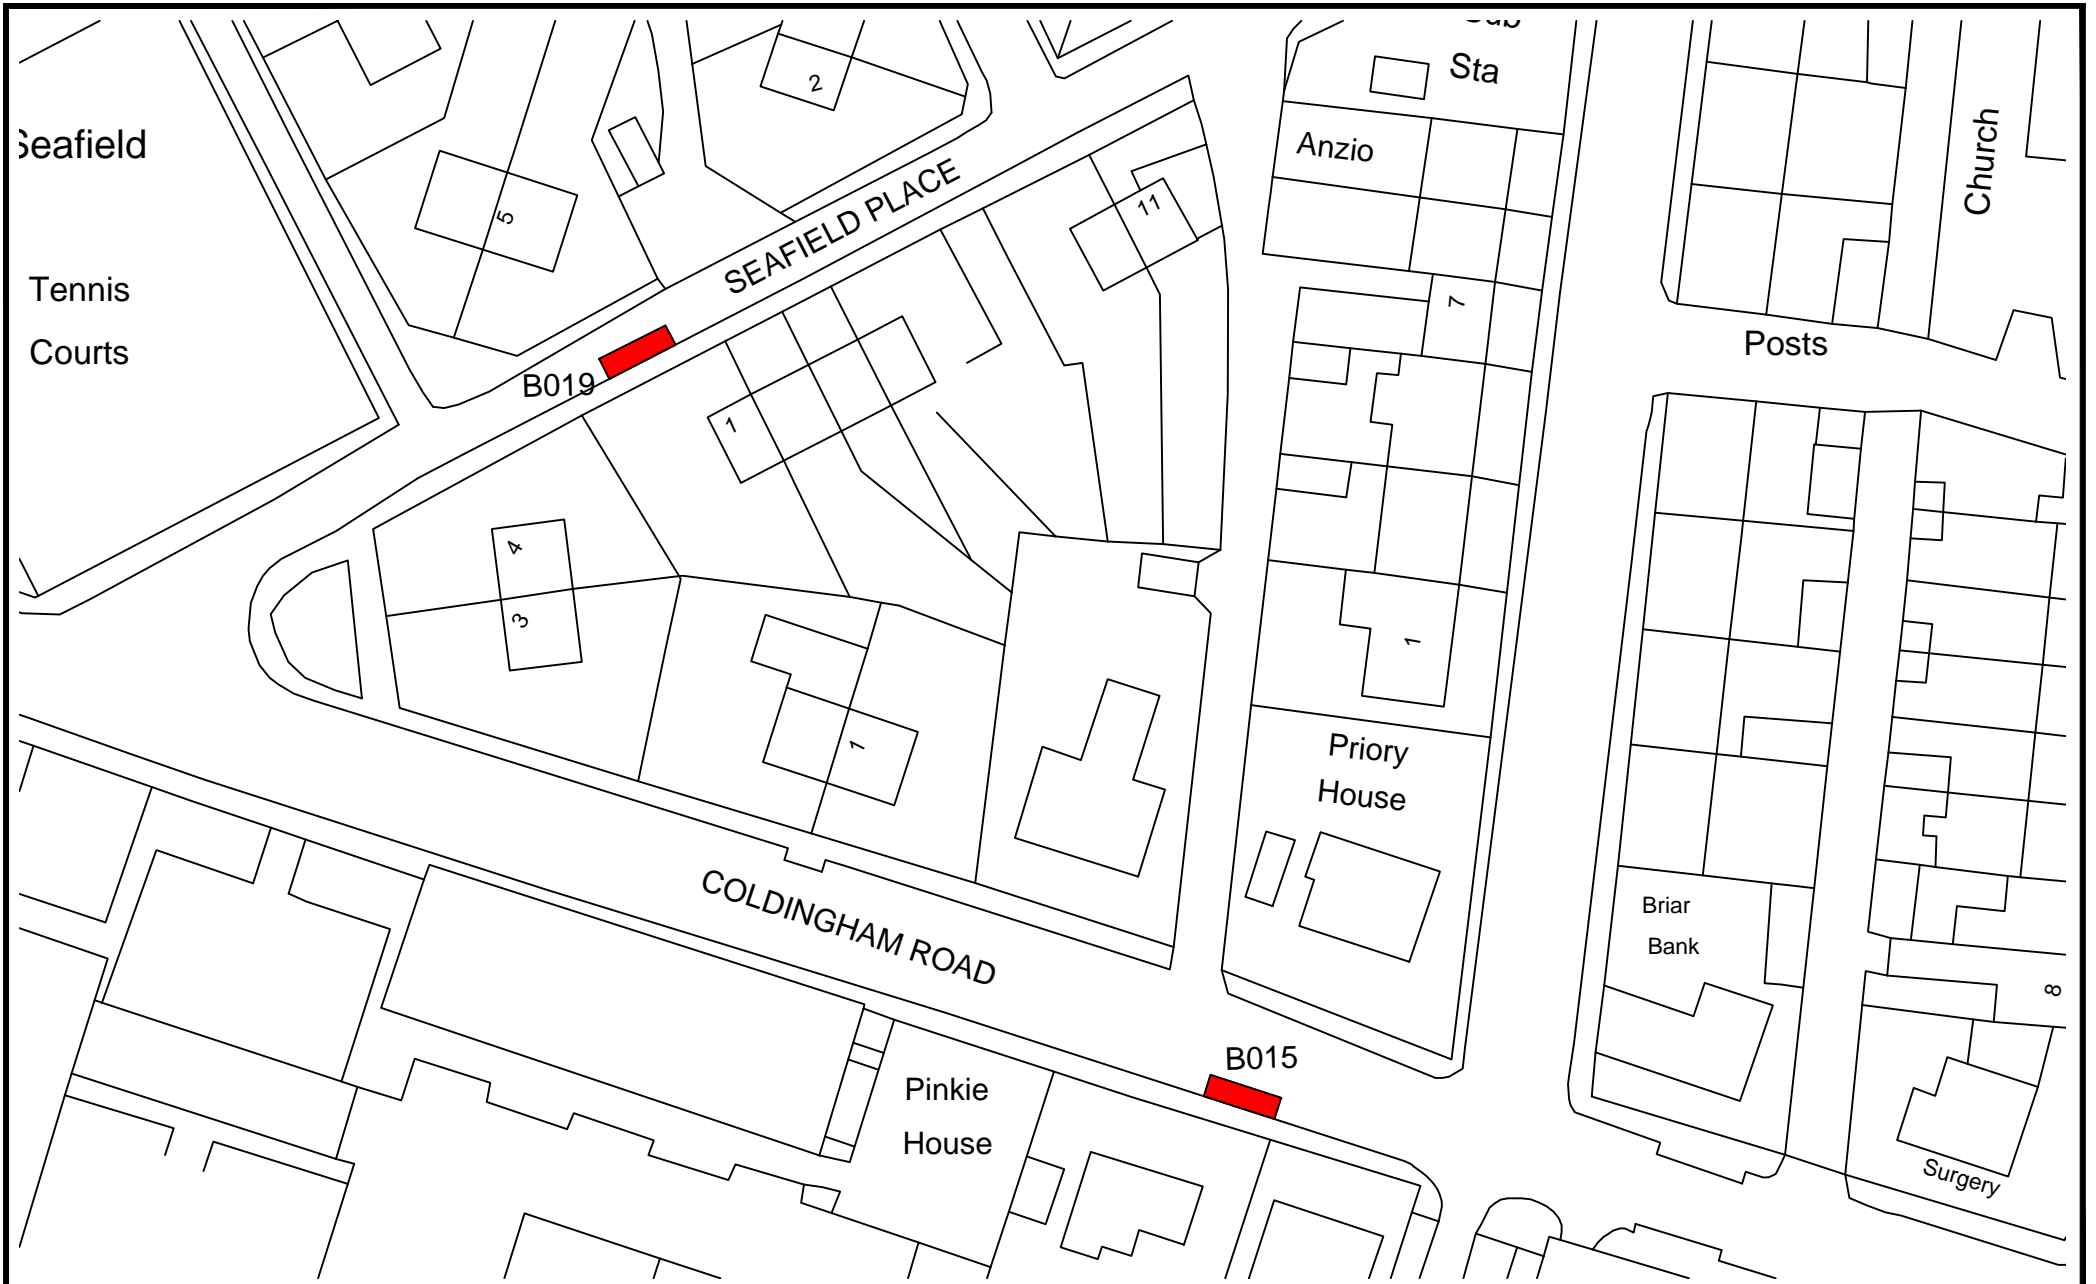 Sta
Anzio
Church
2
Seafield
5
11
SEAFIELD PLACE
Tennis
Courts
7
Posts
B019
1
4
3
1
1
Priory
House
COLDINGHAM ROAD
Briar
Bank
8
B015
Pinkie
House
Surgery